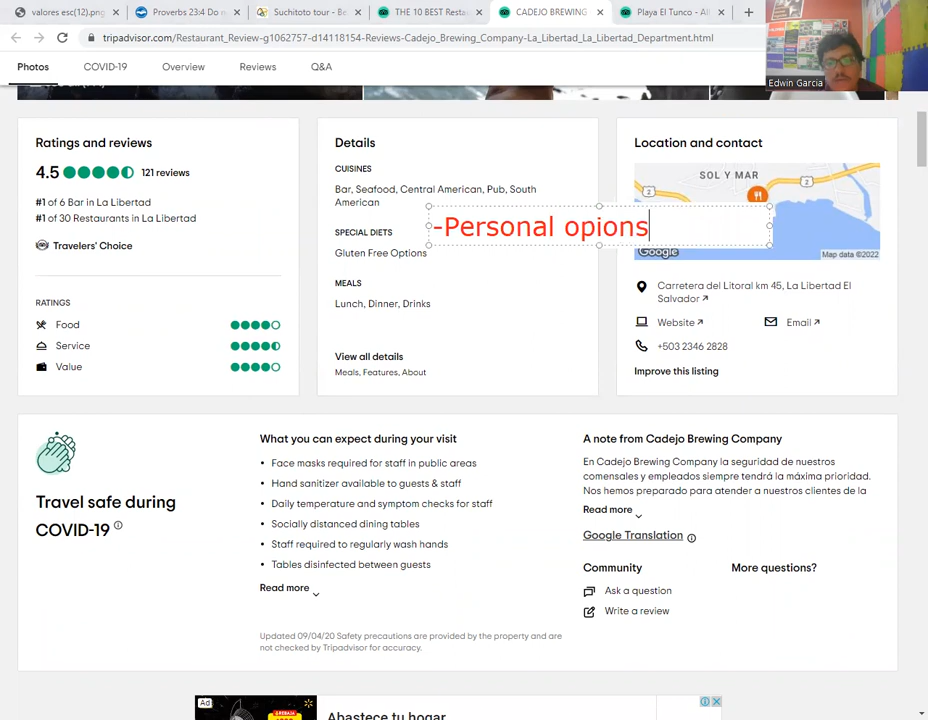 valores esc(12).png
Proverbs 23:4 Do n
Suchitoto tour - Be
THE 10 BEST Resta
CADEJO BREWING
Playa El Tunco - All
tripadvisor.com/Restaurant_Review-g1062757-d14118154-Reviews-Cadejo_Brewing_Company-La_Libertad_La_Libertad_Department.html
Edwin Garcia
Photos COVID-19 Overview Reviews Q&A
Ratings and reviews
4.5 121 reviews
#1 of 6 Bar in La Libertad
#1 of 30 Restaurants in La Libertad
Travelers' Choice
RATINGS
Food
Service
Value
Details
CUISINES
Bar, Seafood, Central American, Pub, South
American
SPECIAL DIETS
Gluten Free Options
MEALS
Lunch, Dinner, Drinks
View all details
Meals, Features, About
-Personal opions
Location and contact
SOL Y MAR
2
2
Google
Map data ©2022
Carretera del Litoral km 45, La Libertad El
Salvador
Website Email
+503 2346 2828
Improve this listing
Travel safe during
COVID-19
What you can expect during your visit
• Face masks required for staff in public areas
• Hand sanitizer available to guests & staff
• Daily temperature and symptom checks for staff
• Socially distanced dining tables
• Staff required to regularly wash hands
• Tables disinfected between guests
Read more
Updated 09/04/20 Safety precautions are provided by the property and are
not checked by Tripadvisor for accuracy.
A note from Cadejo Brewing Company
En Cadejo Brewing Company la seguridad de nuestros
comensales y empleados siempre tendrá la máxima prioridad.
Nos hemos preparado para atender a nuestros clientes de la
Read more
Google Translation
Community
Ask a question
Write a review
More questions?
Ad
Abastece tu hogar